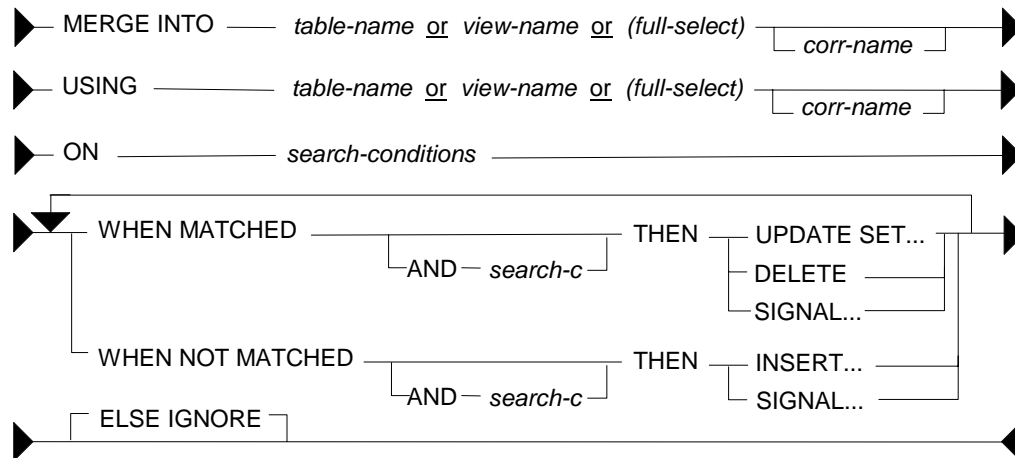 MERGE INTO table-name or view-name or (full-select) corr-name
USING table-name or view-name or (full-select) corr-name
ON search-conditions
WHEN MATCHED AND search-c THEN UPDATE SET...
DELETE
SIGNAL...
WHEN NOT MATCHED AND search-c THEN INSERT...
SIGNAL...
ELSE IGNORE